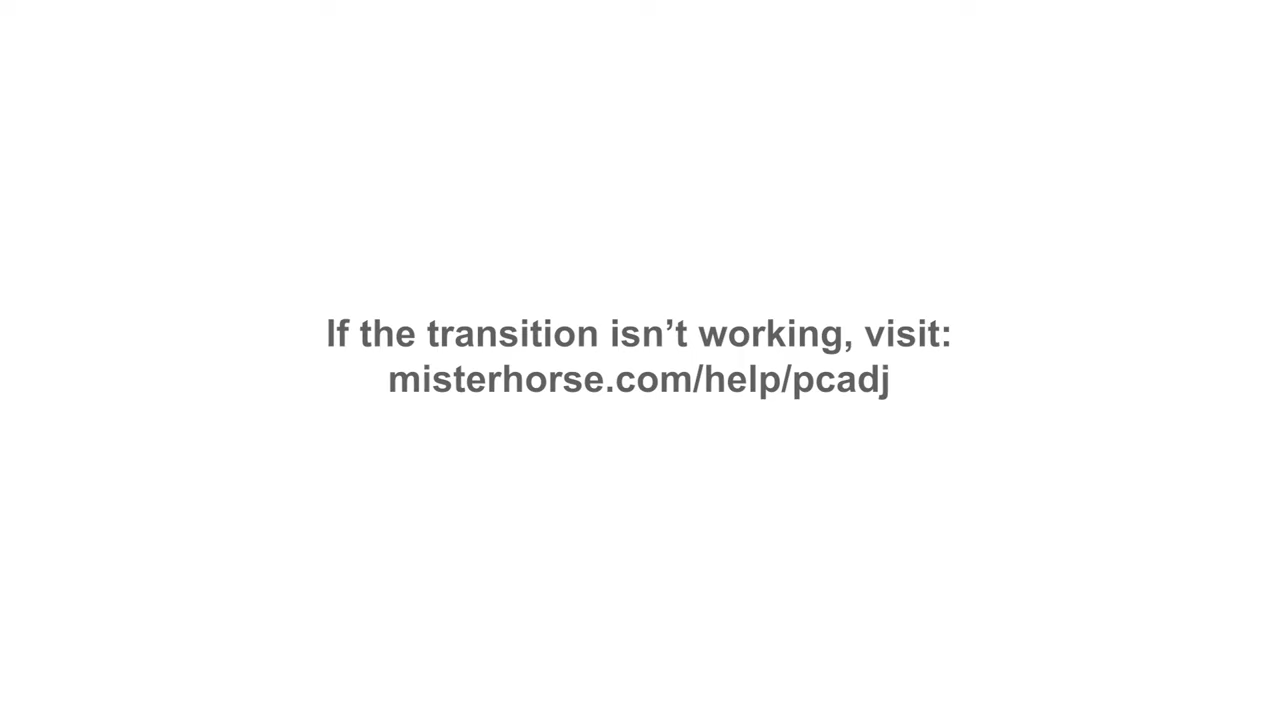 If the transition isn’t working, visit:
misterhorse.com/help/pcadj